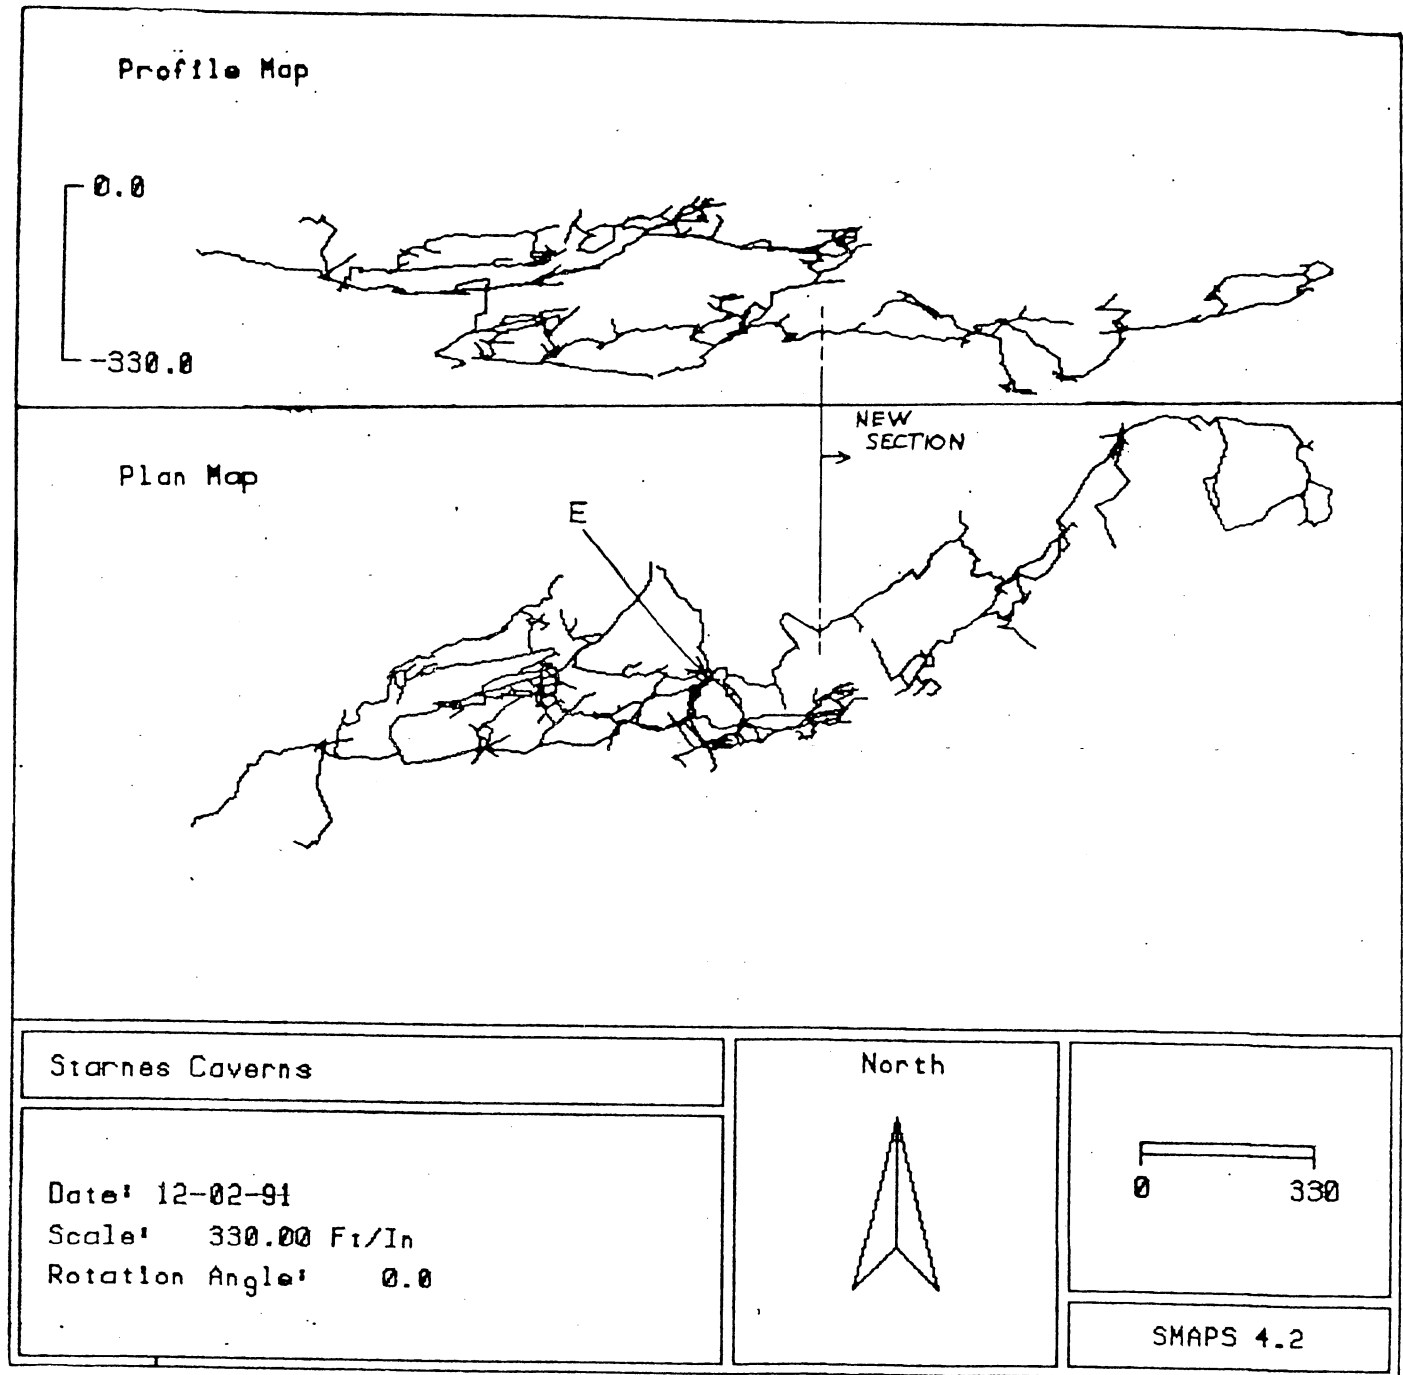 Profile Map
0.0
-330.0
NEW
SECTION
Plan Map
E
Starnes Caverns
Date: 12-02-91
Scale: 330.00 Ft/In
Rotation Angle: 0.0
North
0 330
SMAPS 4.2